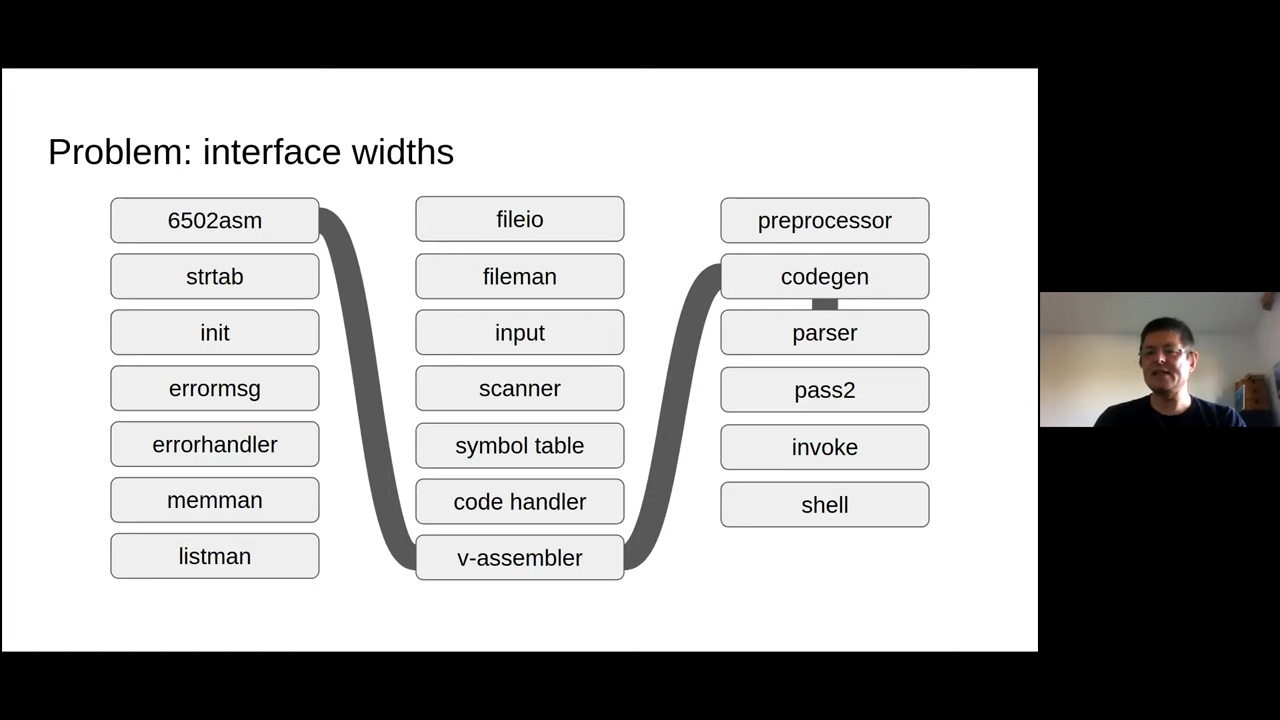 Problem: interface widths
6502asm
strtab
init
errormsg
errorhandler
memman
listman
fileio
fileman
input
scanner
symbol table
code handler
v-assembler
preprocessor
codegen
parser
pass2
invoke
shell